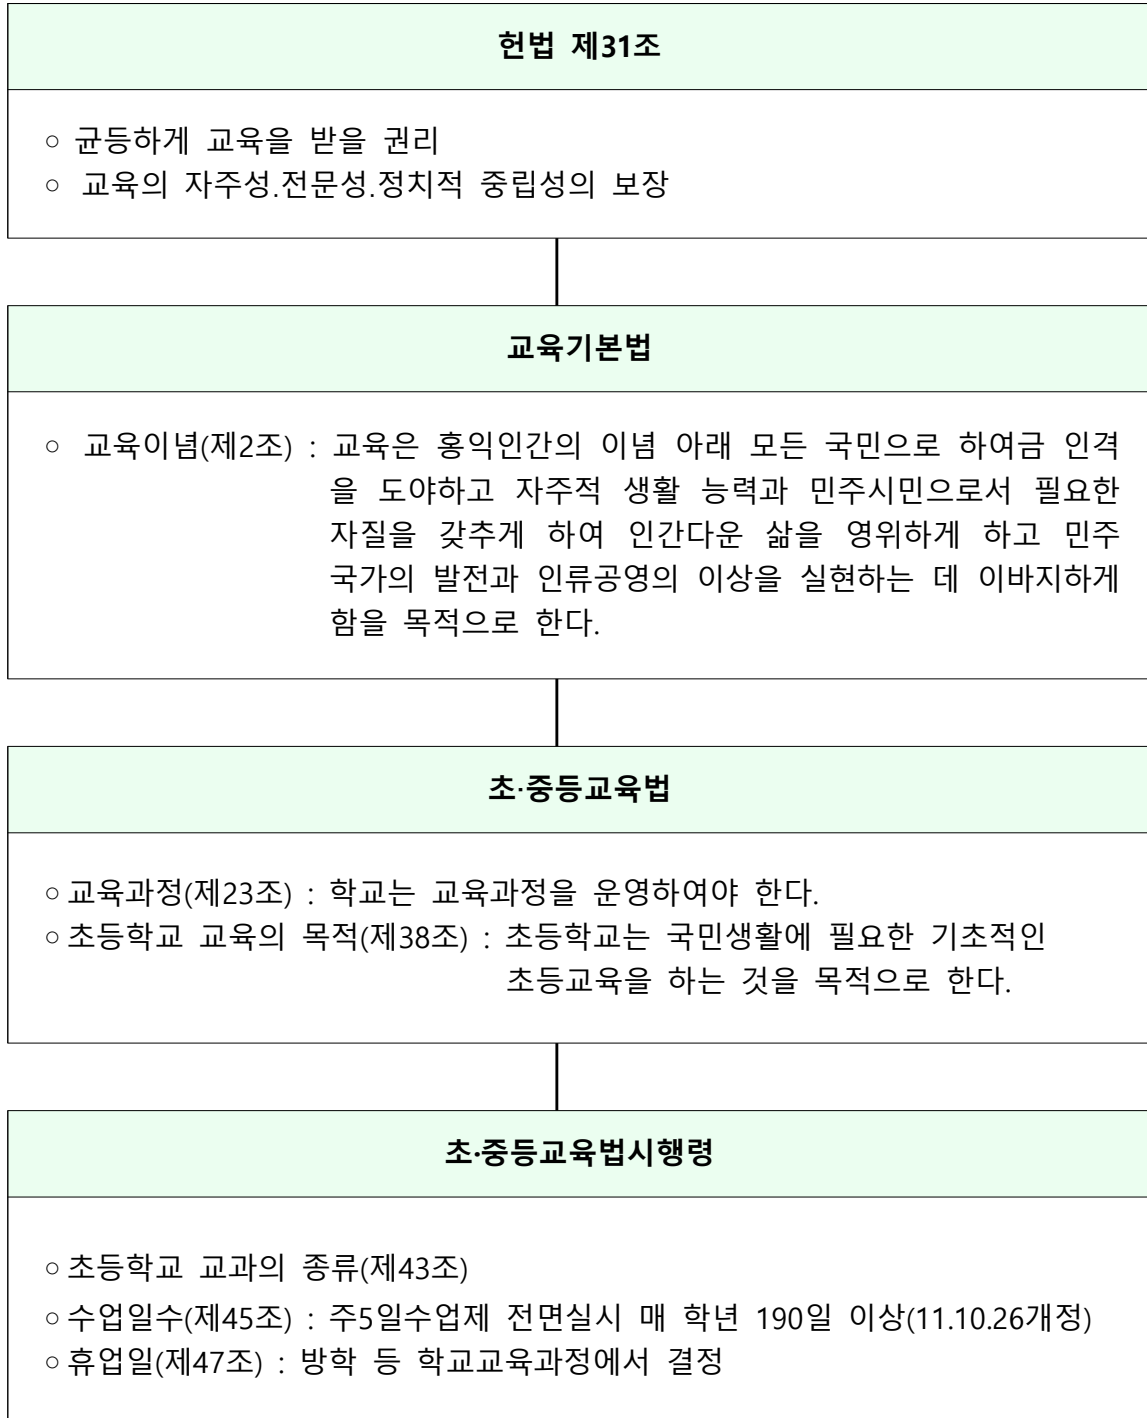 헌법 제31조
○ 균등하게 교육을 받을 권리
○ 교육의 자주성.전문성.정치적 중립성의 보장
교육기본법
○ 교육이념(제2조) : 교육은 홍익인간의 이념 아래 모든 국민으로 하여금 인격
을 도야하고 자주적 생활 능력과 민주시민으로서 필요한
자질을 갖추게 하여 인간다운 삶을 영위하게 하고 민주
국가의 발전과 인류공영의 이상을 실현하는 데 이바지하게
함을 목적으로 한다.
초·중등교육법
○ 교육과정(제23조) : 학교는 교육과정을 운영하여야 한다.
○ 초등학교 교육의 목적(제38조) : 초등학교는 국민생활에 필요한 기초적인
초등교육을 하는 것을 목적으로 한다.
초·중등교육법시행령
○ 초등학교 교과의 종류(제43조)
○ 수업일수(제45조) : 주5일수업제 전면실시 매 학년 190일 이상(11.10.26개정)
○ 휴업일(제47조) : 방학 등 학교교육과정에서 결정